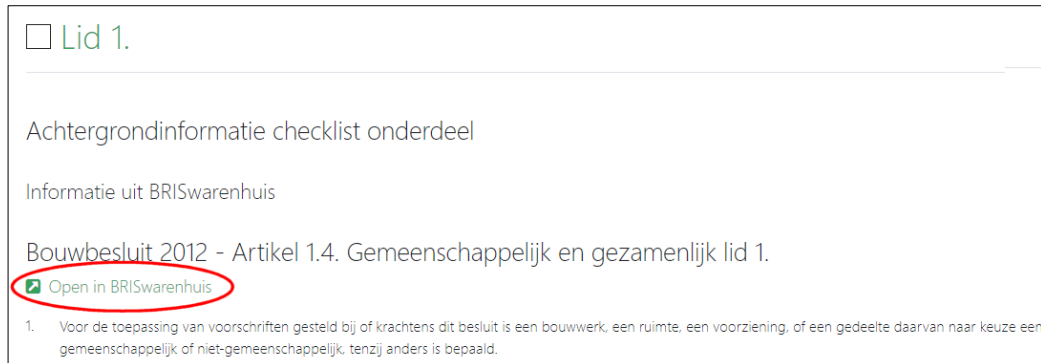 Lid 1.
Achtergrondinformatie checklist onderdeel
Informatie uit BRISwarenhuis
Bouwbesluit 2012 - Artikel 1.4. Gemeenschappelijk en gezamenlijk lid 1.
Open in BRISwarenhuis
1. Voor de toepassing van voorschriften gesteld bij of krachtens dit besluit is een bouwwerk, een ruimte, een voorziening, of een gedeelte daarvan naar keuze een
gemeenschappelijk of niet-gemeenschappelijk, tenzij anders is bepaald.